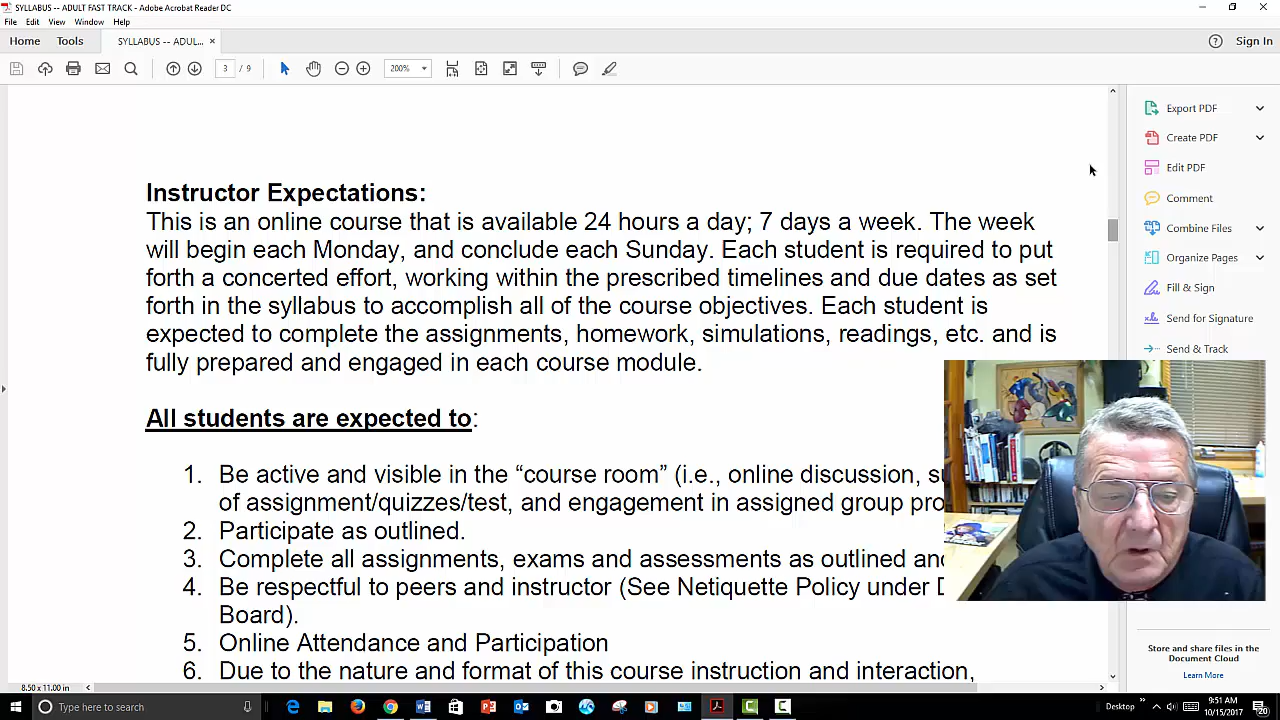 SYLLABUS -- ADULT FAST TRACK - Adobe Acrobat Reader DC
File Edit View Window Help
Home Tools SYLLABUS -- ADUL... × Sign In
3 / 9 200%
Export PDF
Create PDF
Edit PDF
Comment
Combine Files
Organize Pages
Fill & Sign
Send for Signature
Send & Track
Instructor Expectations:
This is an online course that is available 24 hours a day; 7 days a week. The week
will begin each Monday, and conclude each Sunday. Each student is required to put
forth a concerted effort, working within the prescribed timelines and due dates as set
forth in the syllabus to accomplish all of the course objectives. Each student is
expected to complete the assignments, homework, simulations, readings, etc. and is
fully prepared and engaged in each course module.
All students are expected to:
1. Be active and visible in the “course room” (i.e., online discussion, su
of assignment/quizzes/test, and engagement in assigned group pro
2. Participate as outlined.
3. Complete all assignments, exams and assessments as outlined and
4. Be respectful to peers and instructor (See Netiquette Policy under D
Board).
5. Online Attendance and Participation
6. Due to the nature and format of this course instruction and interaction,
Store and share files in the
Document Cloud
Learn More
8.50 x 11.00 in
Type here to search
Desktop
9:51 AM
10/15/2017
20